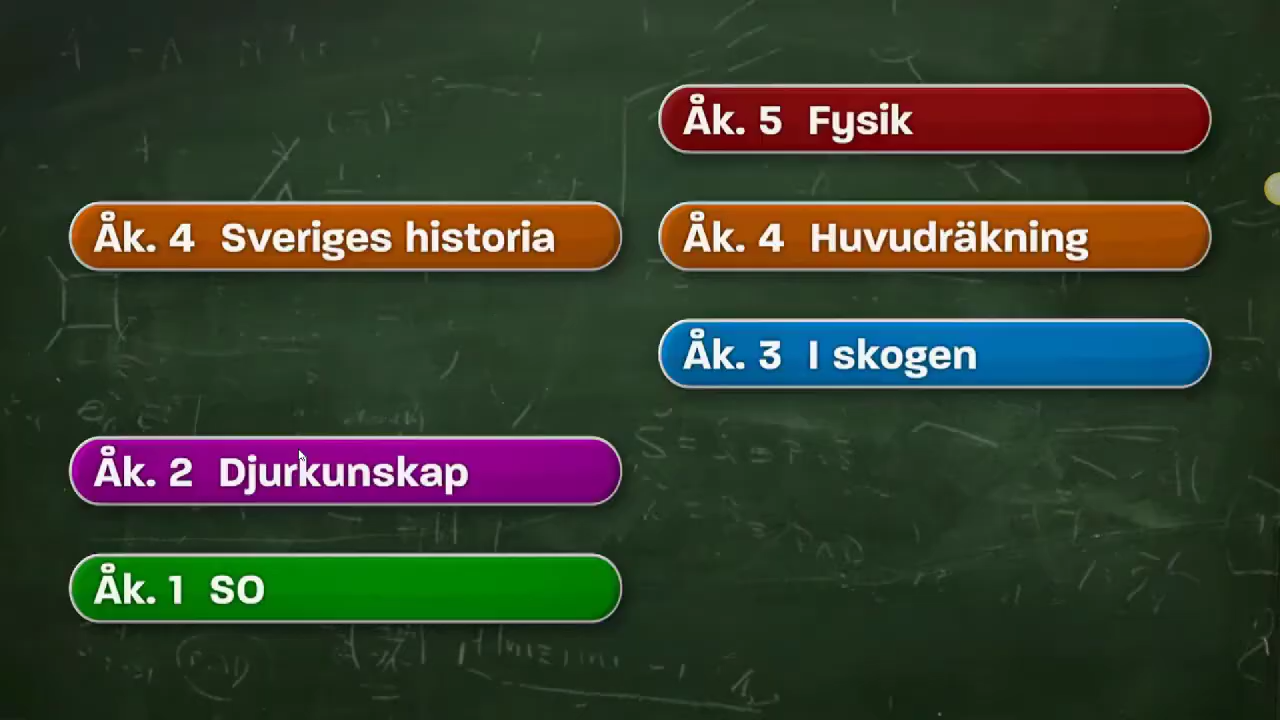 Åk. 5 Fysik
Åk. 4 Sveriges historia
Åk. 4 Huvudräkning
Åk. 3 I skogen
Åk. 2 Djurkunskap
Åk. 1 SO